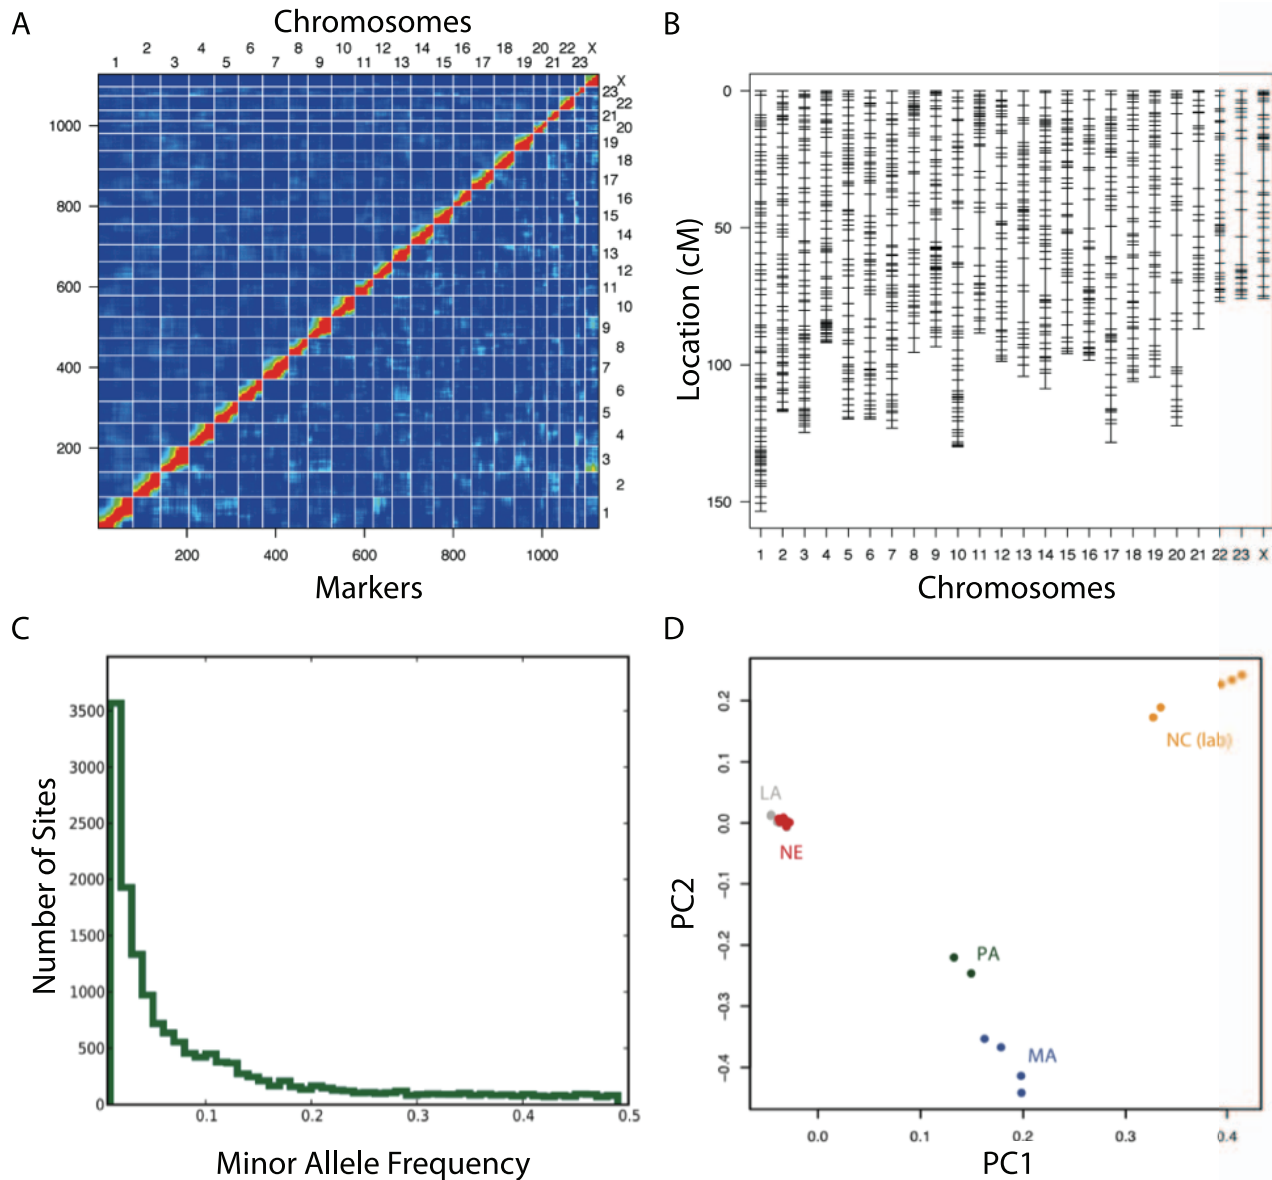 A
Chromosomes
2 4 6 8 10 12 14 16 18 20 22 X
1 3 5 7 9 11 13 15 17 19 21 23
X
23
22
21
20
19
18
17
16
15
14
13
12
11
10
9
8
7
6
5
4
3
2
1
1000
800
600
400
200
200 400 600 800 1000
Markers
B
0
50
100
150
Location (cM)
1 2 3 4 5 6 7 8 9 10 11 12 13 14 15 16 17 18 19 20 21 22 23 X
Chromosomes
C
3500
3000
2500
2000
1500
1000
500
0
Number of Sites
0.1 0.2 0.3 0.4 0.5
Minor Allele Frequency
D
0.2
0.1
0.0
−0.1
−0.2
−0.3
−0.4
PC2
NC (lab)
LA
NE
PA
MA
0.0 0.1 0.2 0.3 0.4
PC1